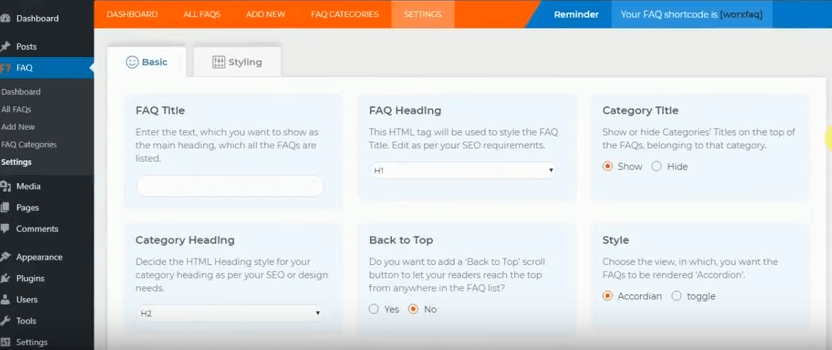 Dashboard
Posts
FAQ
Dashboard
All FAQs
Add New
FAQ Categories
Settings
Media
Pages
Comments
Appearance
Plugins
Users
Tools
Settings
DASHBOARD ALL FAQS ADD NEW FAQ CATEGORIES SETTINGS Reminder Your FAQ shortcode is [worxfaq]
Basic Styling
FAQ Title
Enter the text, which you want to show as
the main heading, which all the FAQs are
listed.
FAQ Heading
This HTML tag will be used to style the FAQ
Title. Edit as per your SEO requirements.
H1
Category Title
Show or hide Categories' Titles on the top of
the FAQs, belonging to that category.
Show Hide
Category Heading
Decide the HTML Heading style for your
category heading as per your SEO or design
needs.
H2
Back to Top
Do you want to add a 'Back to Top' scroll
button to let your readers reach the top
from anywhere in the FAQ list?
Yes No
Style
Choose the view, in which, you want the
FAQs to be rendered 'Accordion'.
Accordian toggle